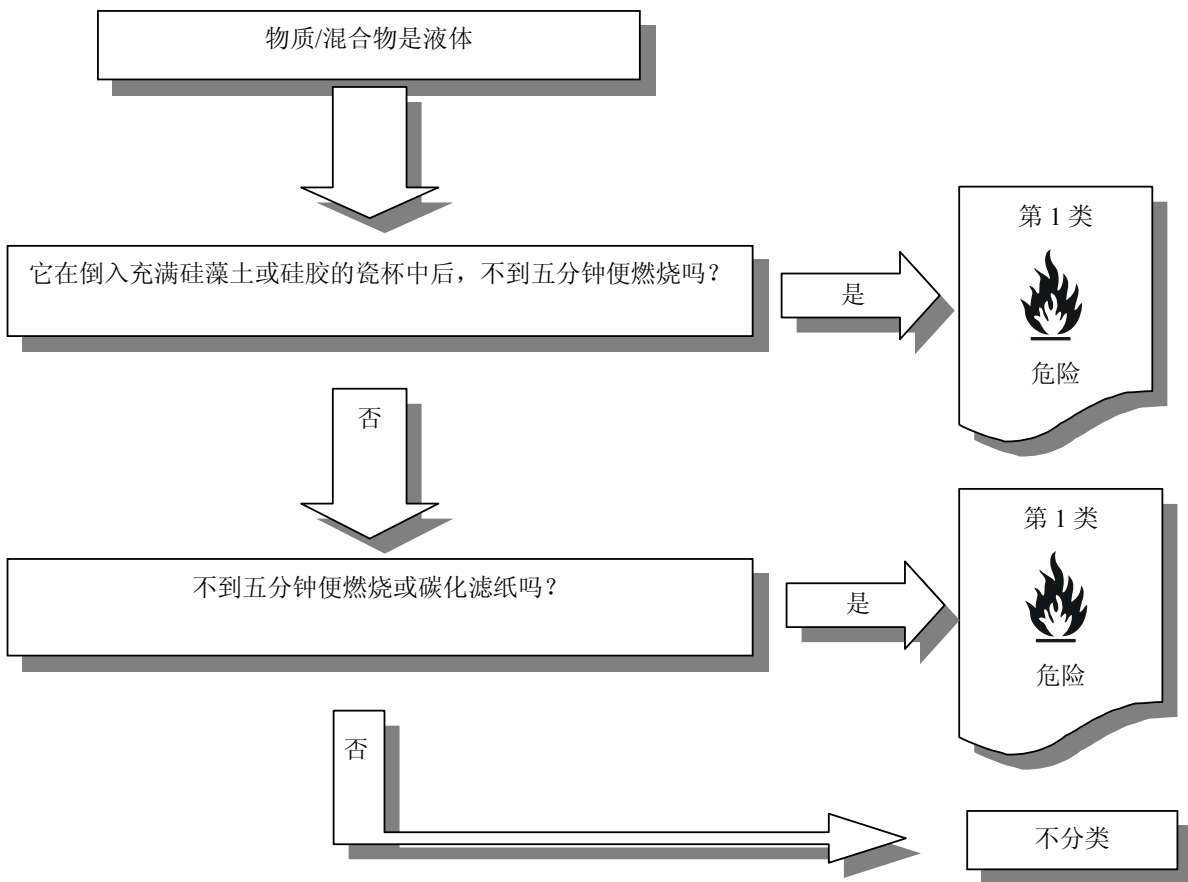 物质/混合物是液体
它在倒入充满硅藻土或硅胶的瓷杯中后，不到五分钟便燃烧吗？
是
第 1 类
危险
否
不到五分钟便燃烧或碳化滤纸吗？
是
第 1 类
危险
否
不分类